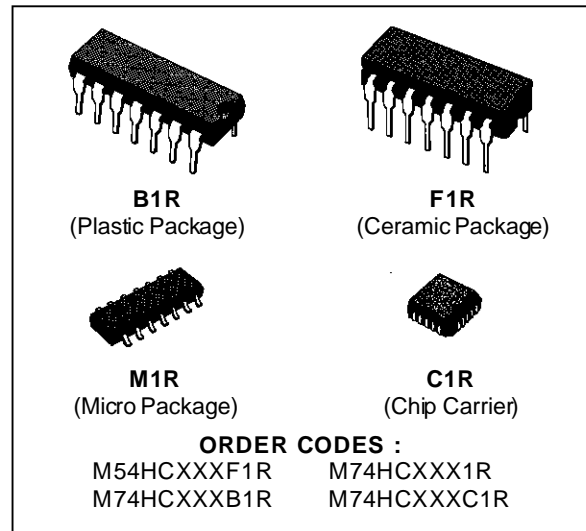 B1R
(Plastic Package)
F1R
(Ceramic Package)
M1R
(Micro Package)
C1R
(Chip Carrier)
ORDER CODES :
M54HCXXXF1R M74HCXXX1R
M74HCXXXB1R M74HCXXXC1R